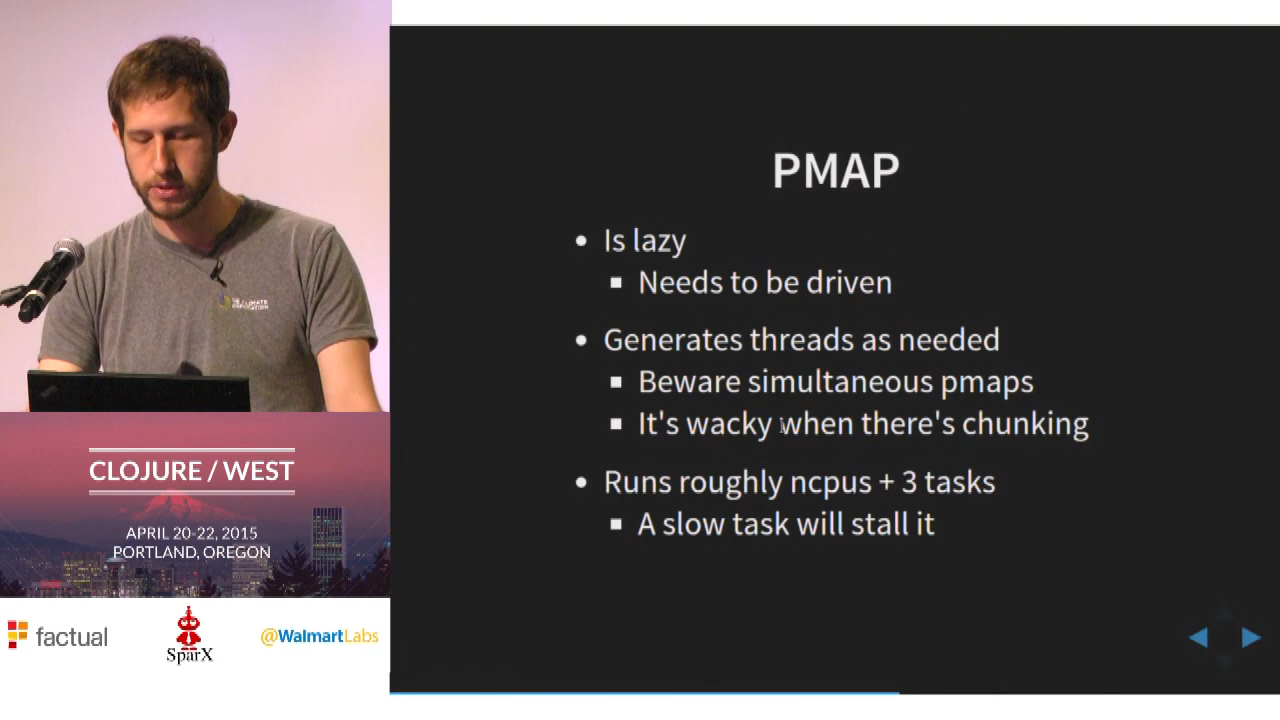 PMAP
• Is lazy
▪ Needs to be driven
• Generates threads as needed
▪ Beware simultaneous pmaps
▪ It's wacky when there's chunking
• Runs roughly ncpus + 3 tasks
▪ A slow task will stall it
CLOJURE / WEST
APRIL 20-22, 2015
PORTLAND, OREGON
factual
SparX
@WalmartLabs